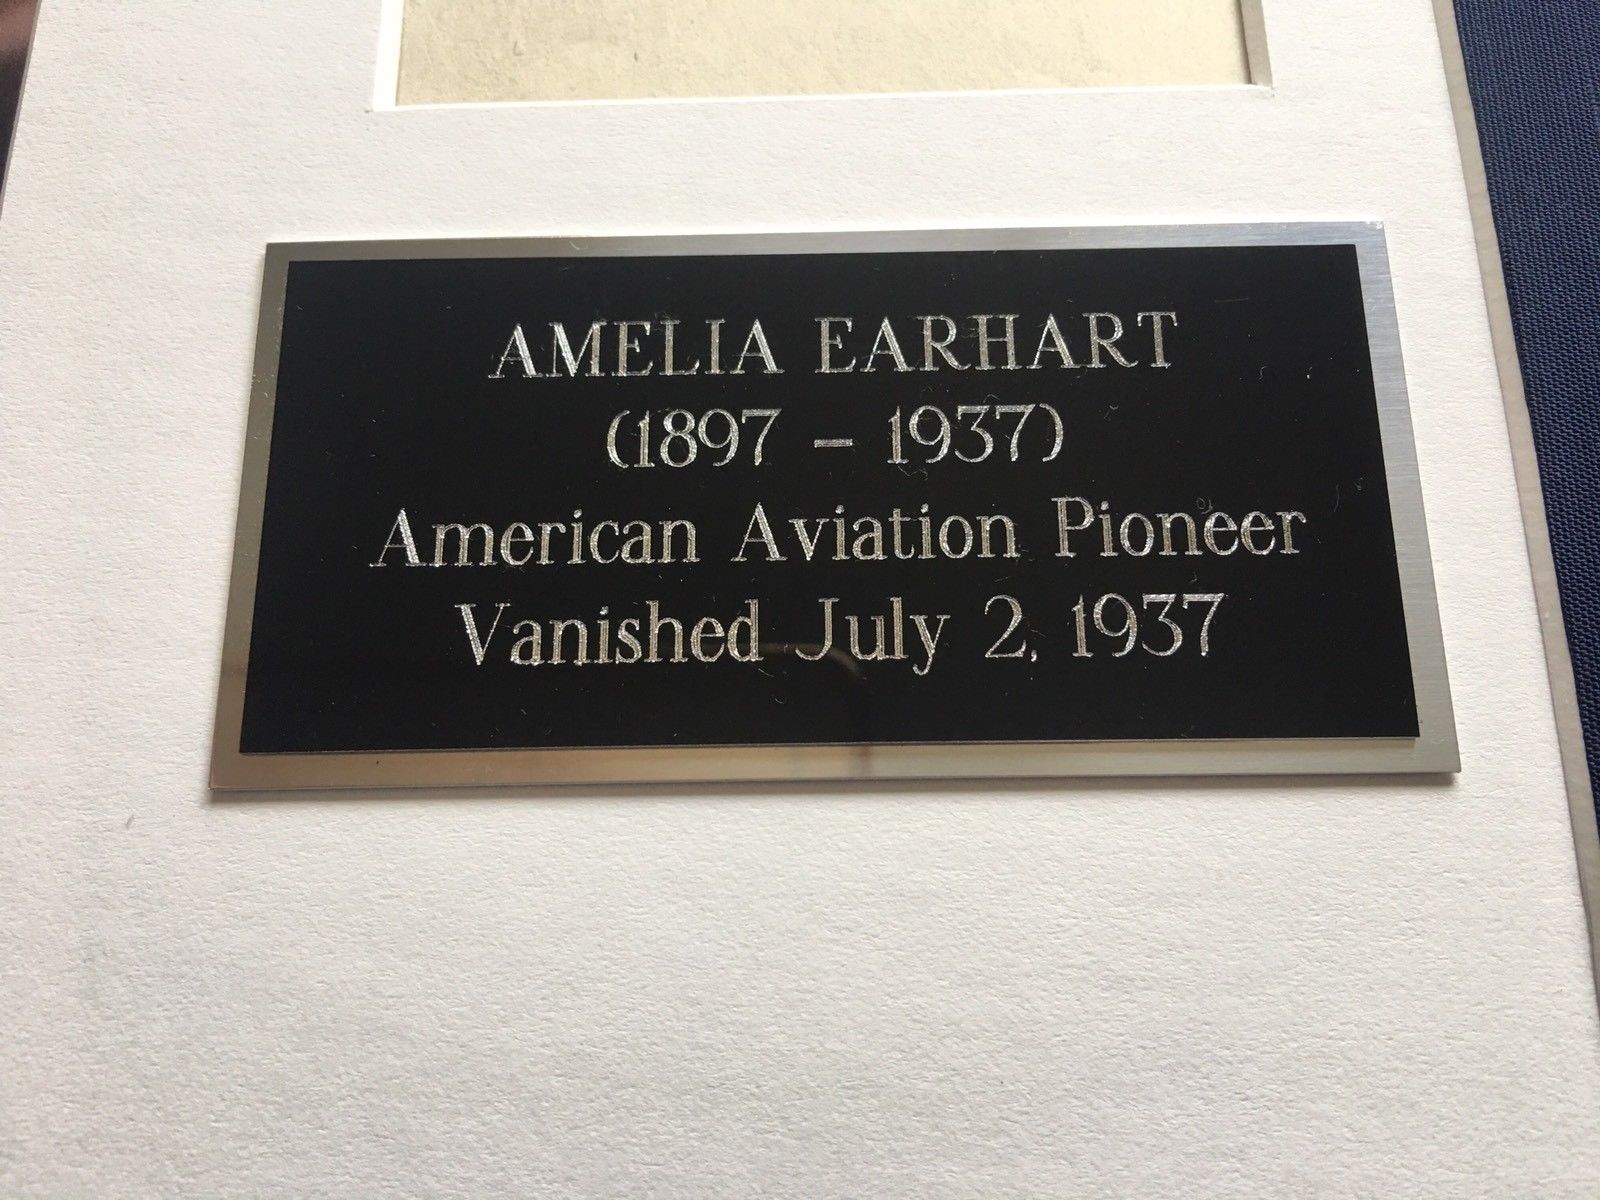 AMELIA EARHART
(1897 - 1937)
American Aviation Pioneer
Vanished July 2, 1937